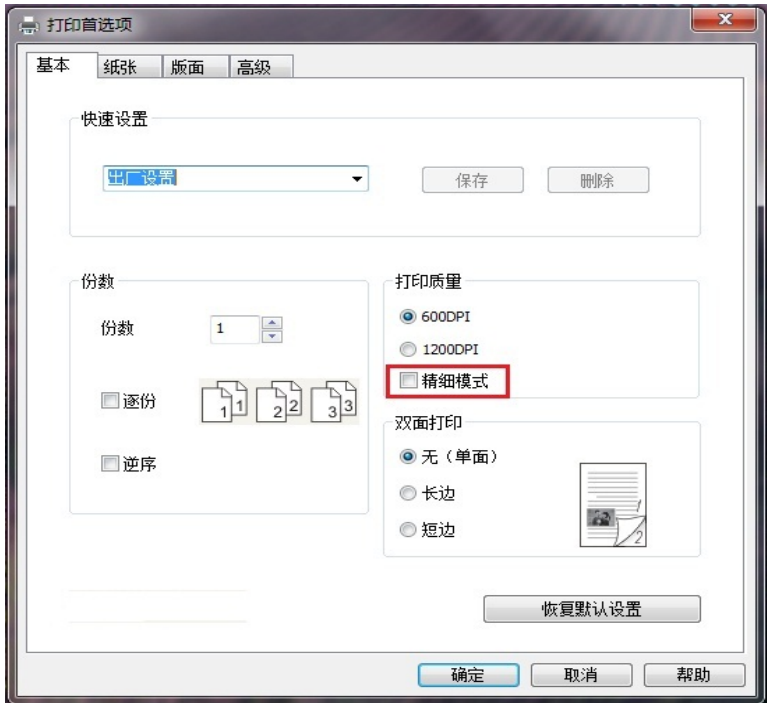 打印首选项
基本 纸张 版面 高级
快速设置
出厂设置 保存 删除
份数
份数 1
逐份 1 1 2 2 3 3
逆序
打印质量
600DPI
1200DPI
精细模式
双面打印
无（单面）
长边
短边
1
2
恢复默认设置
确定 取消 帮助